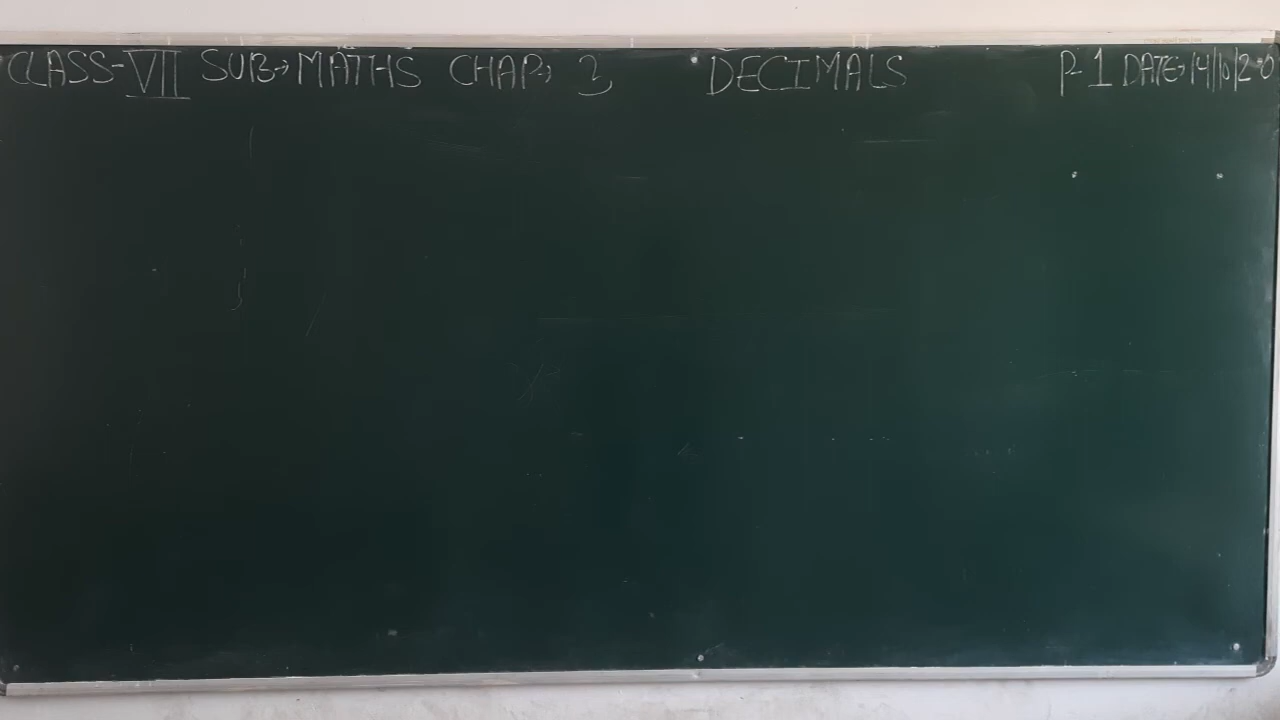 CLASS-VII SUB→ MATHS CHAP→ 3 DECIMALS P-1 DATE→ 14/10/20